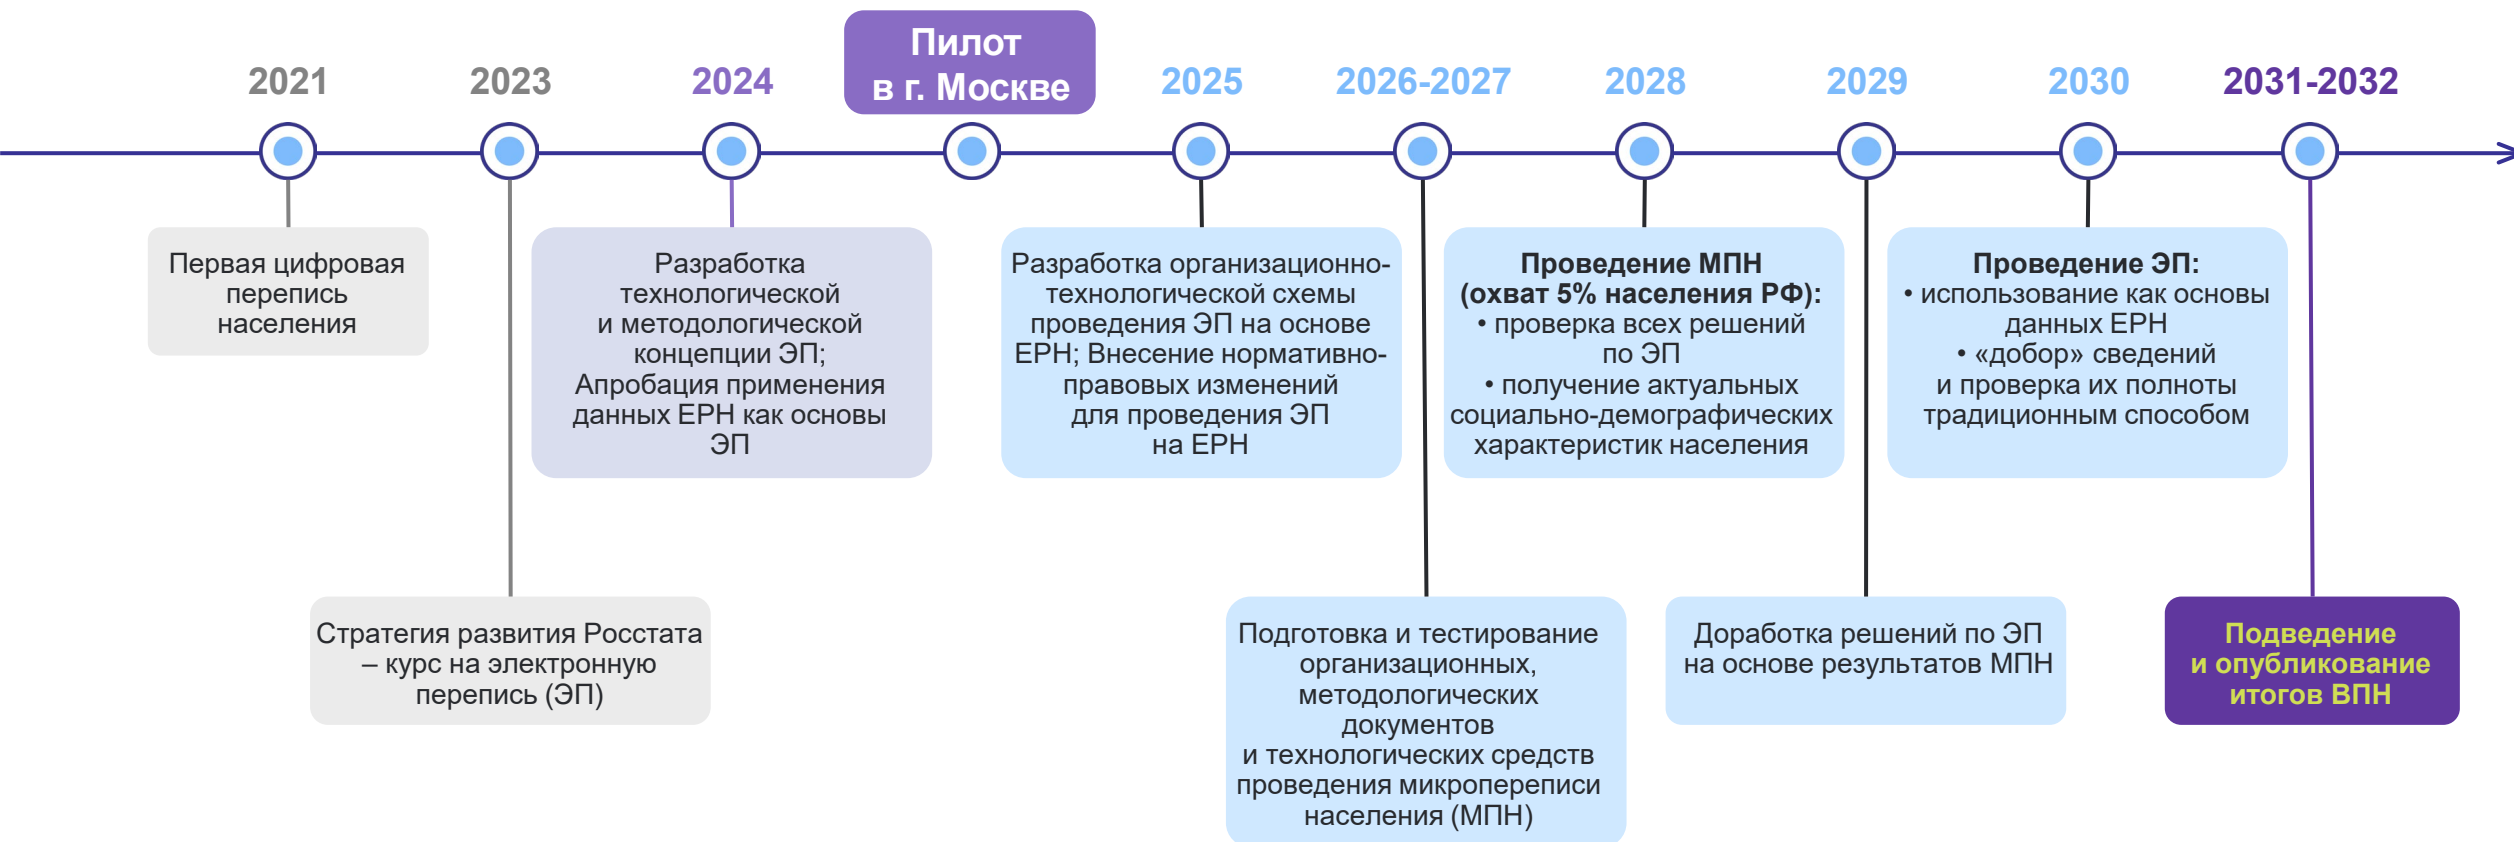 Пилот
в г. Москве
2021
2023
2024
2025
2026-2027
2028
2029
2030
2031-2032
Первая цифровая
перепись
населения
Разработка
технологической
и методологической
концепции ЭП;
Апробация применения
данных ЕРН как основы
ЭП
Разработка организационно-
технологической схемы
проведения ЭП на основе
ЕРН; Внесение нормативно-
правовых изменений
для проведения ЭП
на ЕРН
Проведение МПН
(охват 5% населения РФ):
• проверка всех решений
по ЭП
• получение актуальных
социально-демографических
характеристик населения
Проведение ЭП:
• использование как основы
данных ЕРН
• «добор» сведений
и проверка их полноты
традиционным способом
Стратегия развития Росстата
– курс на электронную
перепись (ЭП)
Подготовка и тестирование
организационных,
методологических
документов
и технологических средств
проведения микропереписи
населения (МПН)
Доработка решений по ЭП
на основе результатов МПН
Подведение
и опубликование
итогов ВПН